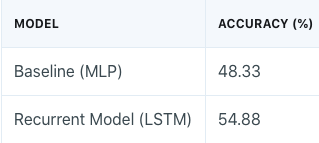 MODEL ACCURACY (%)
Baseline (MLP) 48.33
Recurrent Model (LSTM) 54.88